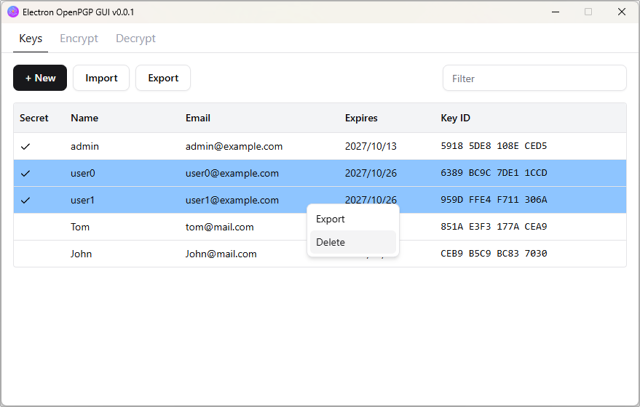 Electron OpenPGP GUI v0.0.1
Keys Encrypt Decrypt
+ New Import Export Filter
Secret Name Email Expires Key ID
admin admin@example.com 2027/10/13 5918 5DE8 108E CED5
user0 user0@example.com 2027/10/26 6389 BC9C 7DE1 1CCD
user1 user1@example.com 2027/10/26 959D FFE4 F711 306A
Export
Tom tom@mail.com 851A E3F3 177A CEA9
Delete
John John@mail.com CEB9 B5C9 BC83 7030